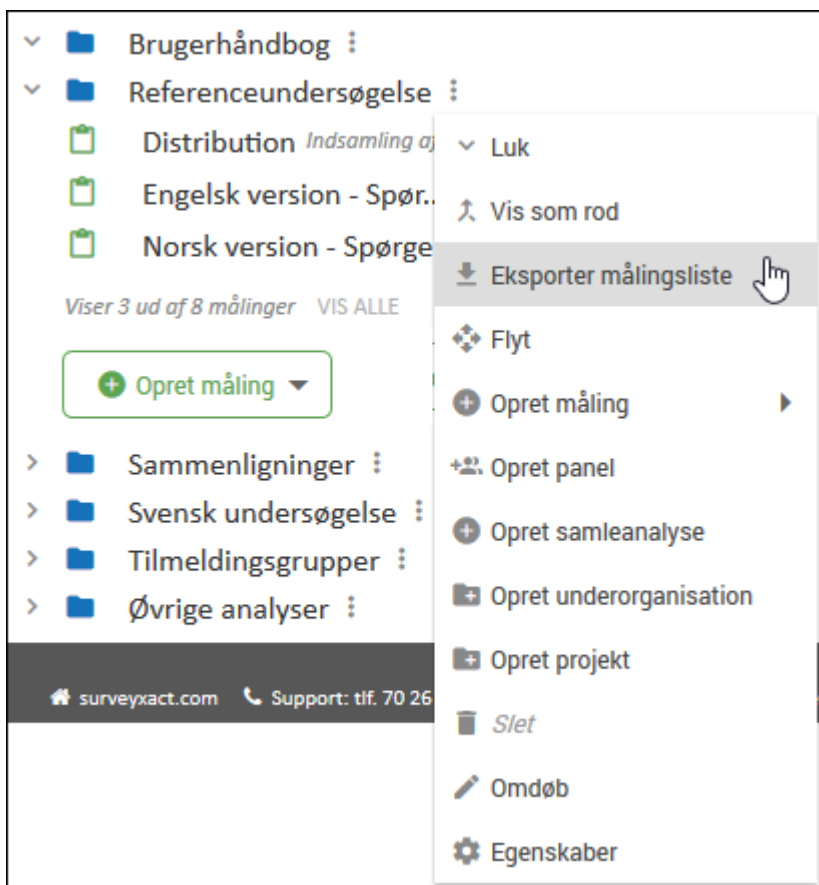 Brugerhåndbog
Referenceundersøgelse
Distribution Indsamling af
Engelsk version - Spør..
Norsk version - Spørge
Viser 3 ud af 8 målinger VIS ALLE
Opret måling
Sammenligninger
Svensk undersøgelse
Tilmeldingsgrupper
Øvrige analyser
surveyxact.com Support: tlf. 70 26
Luk
Vis som rod
Eksporter målingsliste
Flyt
Opret måling
Opret panel
Opret samleanalyse
Opret underorganisation
Opret projekt
Slet
Omdøb
Egenskaber